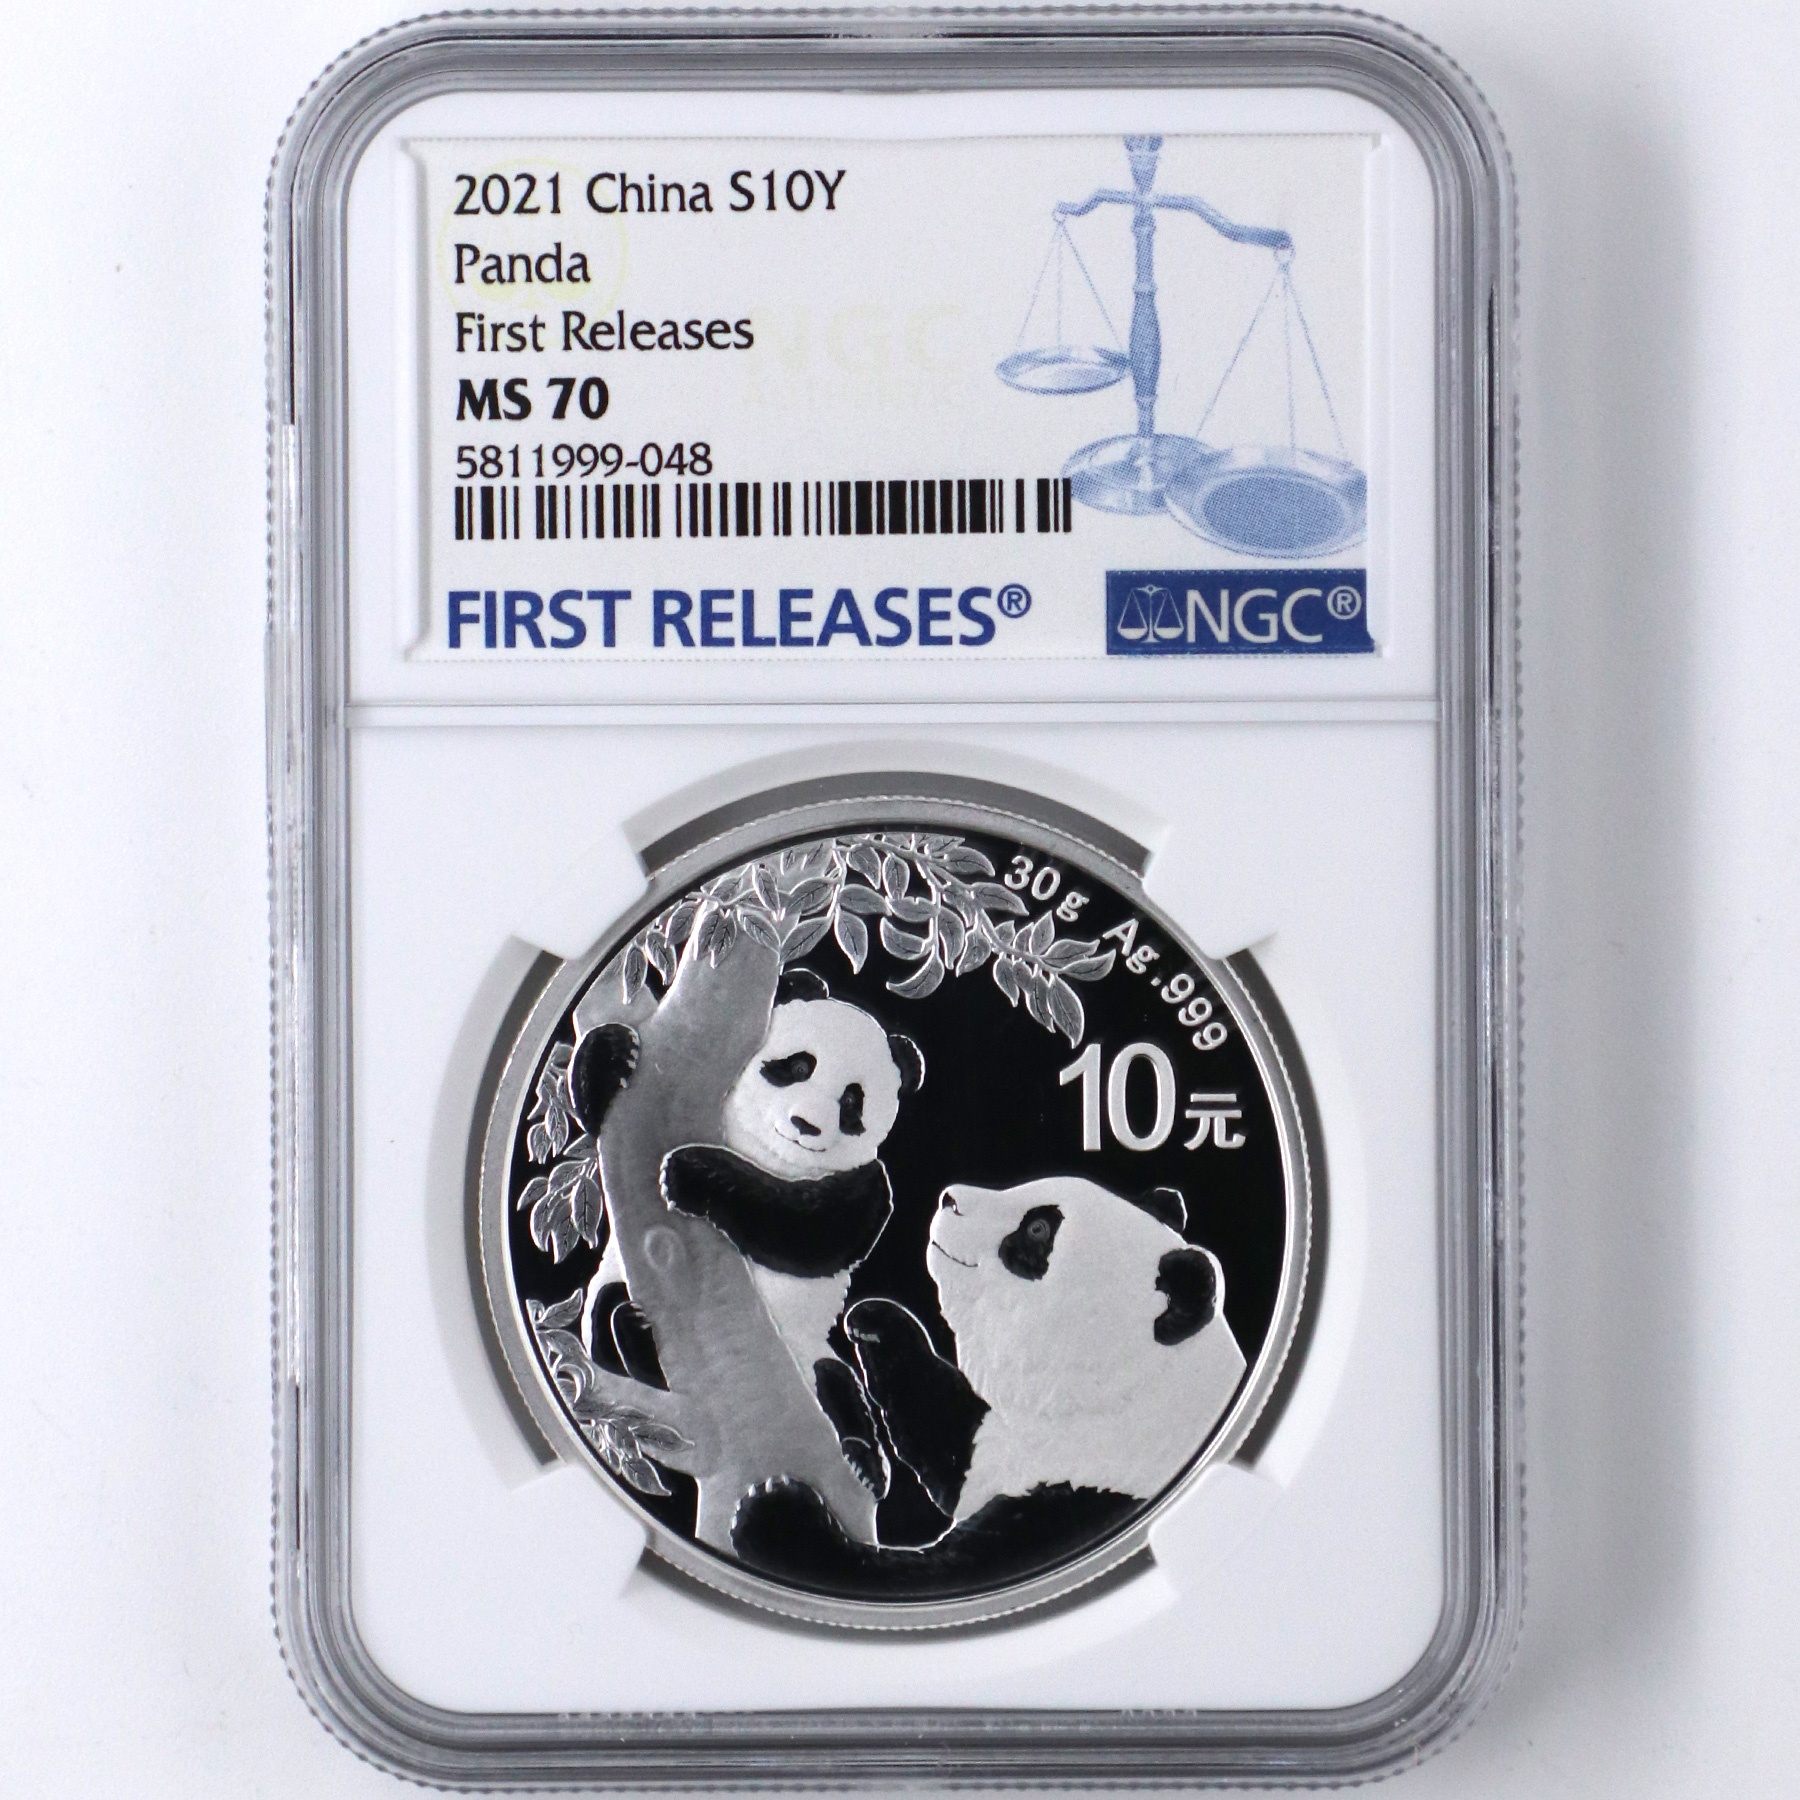 2021 China S10Y
Panda
First Releases
MS 70
5811999-048
FIRST RELEASES®
NGC®
30g Ag.999
10元